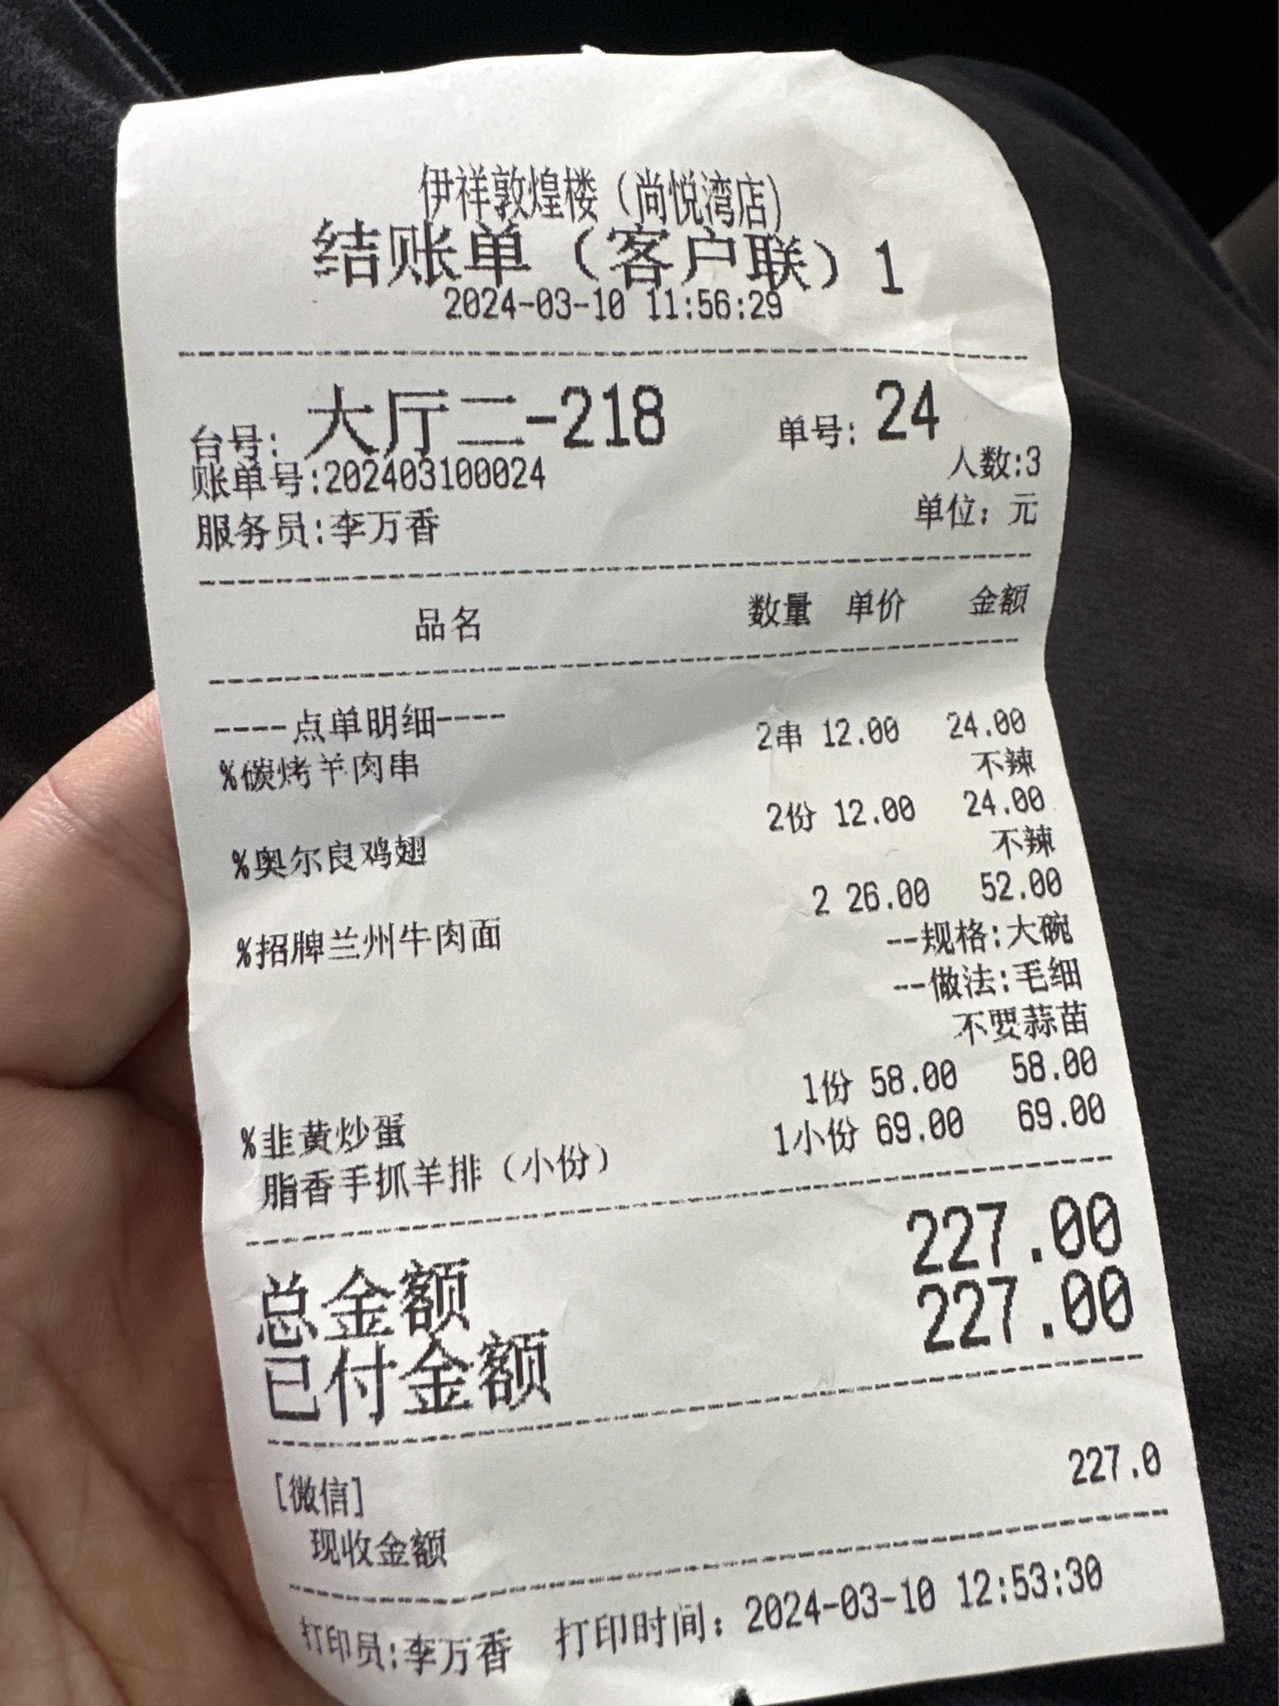 伊祥敦煌楼（尚悦湾店）
结账单（客户联）1
2024-03-10 11:56:29
台号: 大厅二-218 单号: 24
账单号:202403100024 人数:3
服务员:李万香 单位: 元
品名 数量 单价 金额
----点单明细----
%碳烤羊肉串 2串 12.00 24.00
不辣
%奥尔良鸡翅 2份 12.00 24.00
不辣
%招牌兰州牛肉面 2 26.00 52.00
--规格:大碗
--做法:毛细
不要蒜苗
%韭黄炒蛋 1份 58.00 58.00
脂香手抓羊排（小份） 1小份 69.00 69.00
总金额 227.00
已付金额 227.00
[微信] 227.0
现收金额
打印员:李万香 打印时间: 2024-03-10 12:53:30